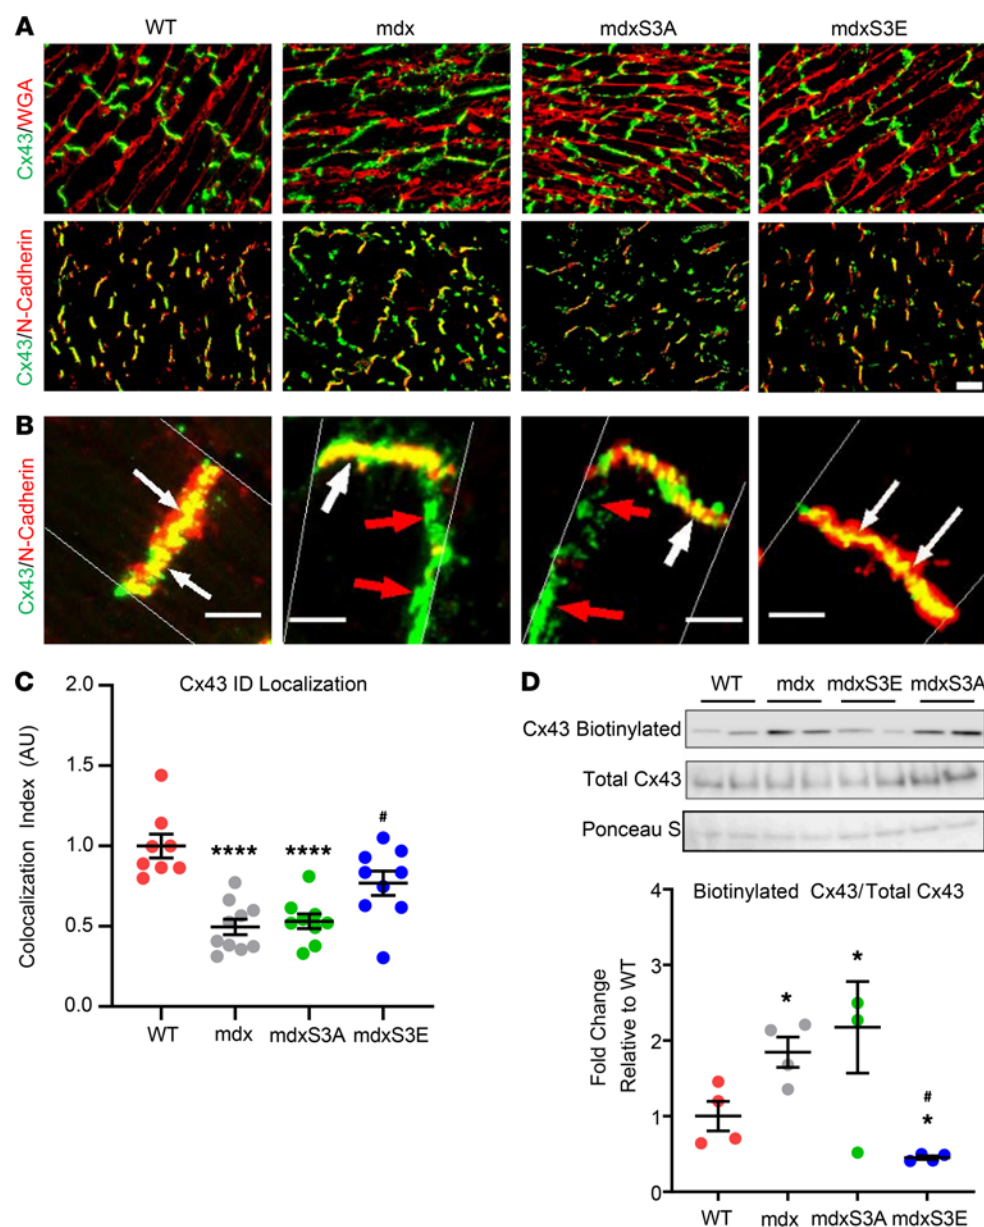 A
WT mdx mdxS3A mdxS3E
Cx43/WGA
Cx43/N-Cadherin
B
Cx43/N-Cadherin
C
Cx43 ID Localization
Colocalization Index (AU)
2.0
1.5
1.0
0.5
0.0
****
****
#
WT mdx mdxS3A mdxS3E
D
WT mdx mdxS3E mdxS3A
Cx43 Biotinylated
Total Cx43
Ponceau S
Biotinylated Cx43/Total Cx43
Fold Change
Relative to WT
4
3
2
1
0
*
*
#
*
WT mdx mdxS3A mdxS3E